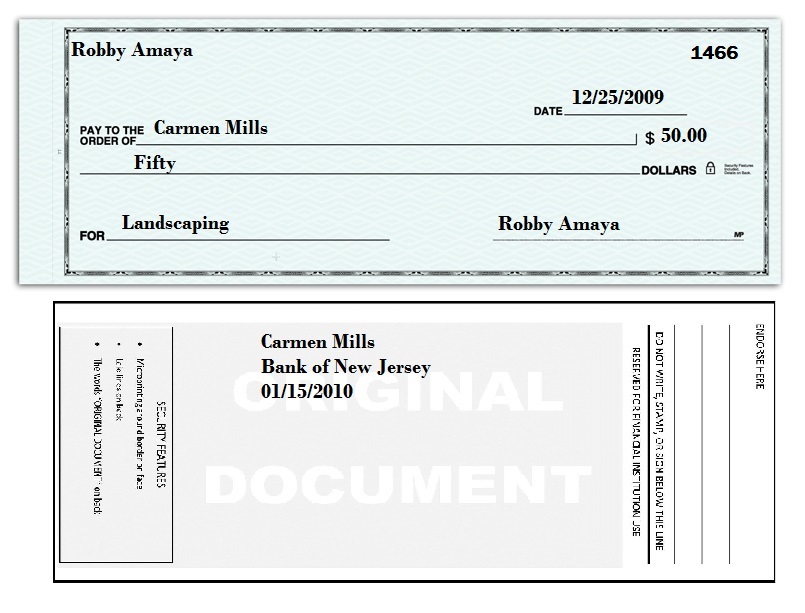 Robby Amaya
1466
DATE 12/25/2009
PAY TO THE
ORDER OF Carmen Mills $ 50.00
Fifty DOLLARS
Security Features
Included.
Details on Back.
FOR Landscaping Robby Amaya MP
Carmen Mills
Bank of New Jersey
01/15/2010
ORIGINAL
DOCUMENT
SECURITY FEATURES
• Microprinting around border on face
• on back
• The words "ORIGINAL DOCUMENT" on back
ENDORSE HERE
DO NOT WRITE, STAMP, OR SIGN BELOW THIS LINE
RESERVED FOR FINANCIAL INSTITUTION USE